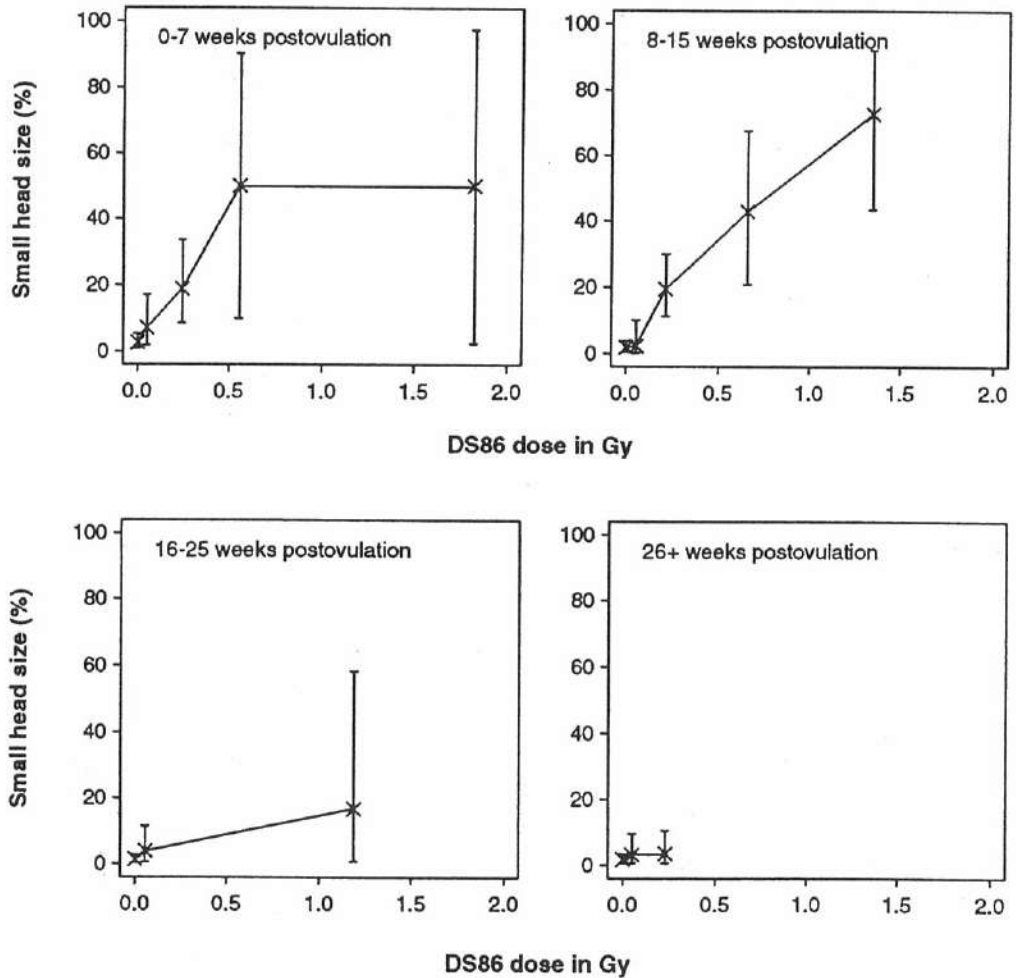 0-7 weeks postovulation
Small head size (%)
100
80
60
40
20
0
0.0 0.5 1.0 1.5 2.0
8-15 weeks postovulation
100
80
60
40
20
0
0.0 0.5 1.0 1.5 2.0
DS86 dose in Gy
16-25 weeks postovulation
Small head size (%)
100
80
60
40
20
0
0.0 0.5 1.0 1.5 2.0
26+ weeks postovulation
100
80
60
40
20
0
0.0 0.5 1.0 1.5 2.0
DS86 dose in Gy